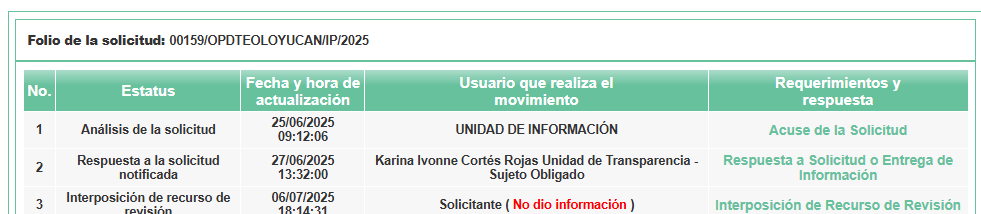 Folio de la solicitud: 00159/OPDTEOLOYUCAN/IP/2025
No. Estatus Fecha y hora de actualización Usuario que realiza el movimiento Requerimientos y respuesta
1 Análisis de la solicitud 25/06/2025 09:12:06 UNIDAD DE INFORMACIÓN Acuse de la Solicitud
2 Respuesta a la solicitud notificada 27/06/2025 13:32:00 Karina Ivonne Cortés Rojas Unidad de Transparencia - Sujeto Obligado Respuesta a Solicitud o Entrega de Información
3 Interposición de recurso de revisión 06/07/2025 18:14:31 Solicitante ( No dio información ) Interposición de Recurso de Revisión